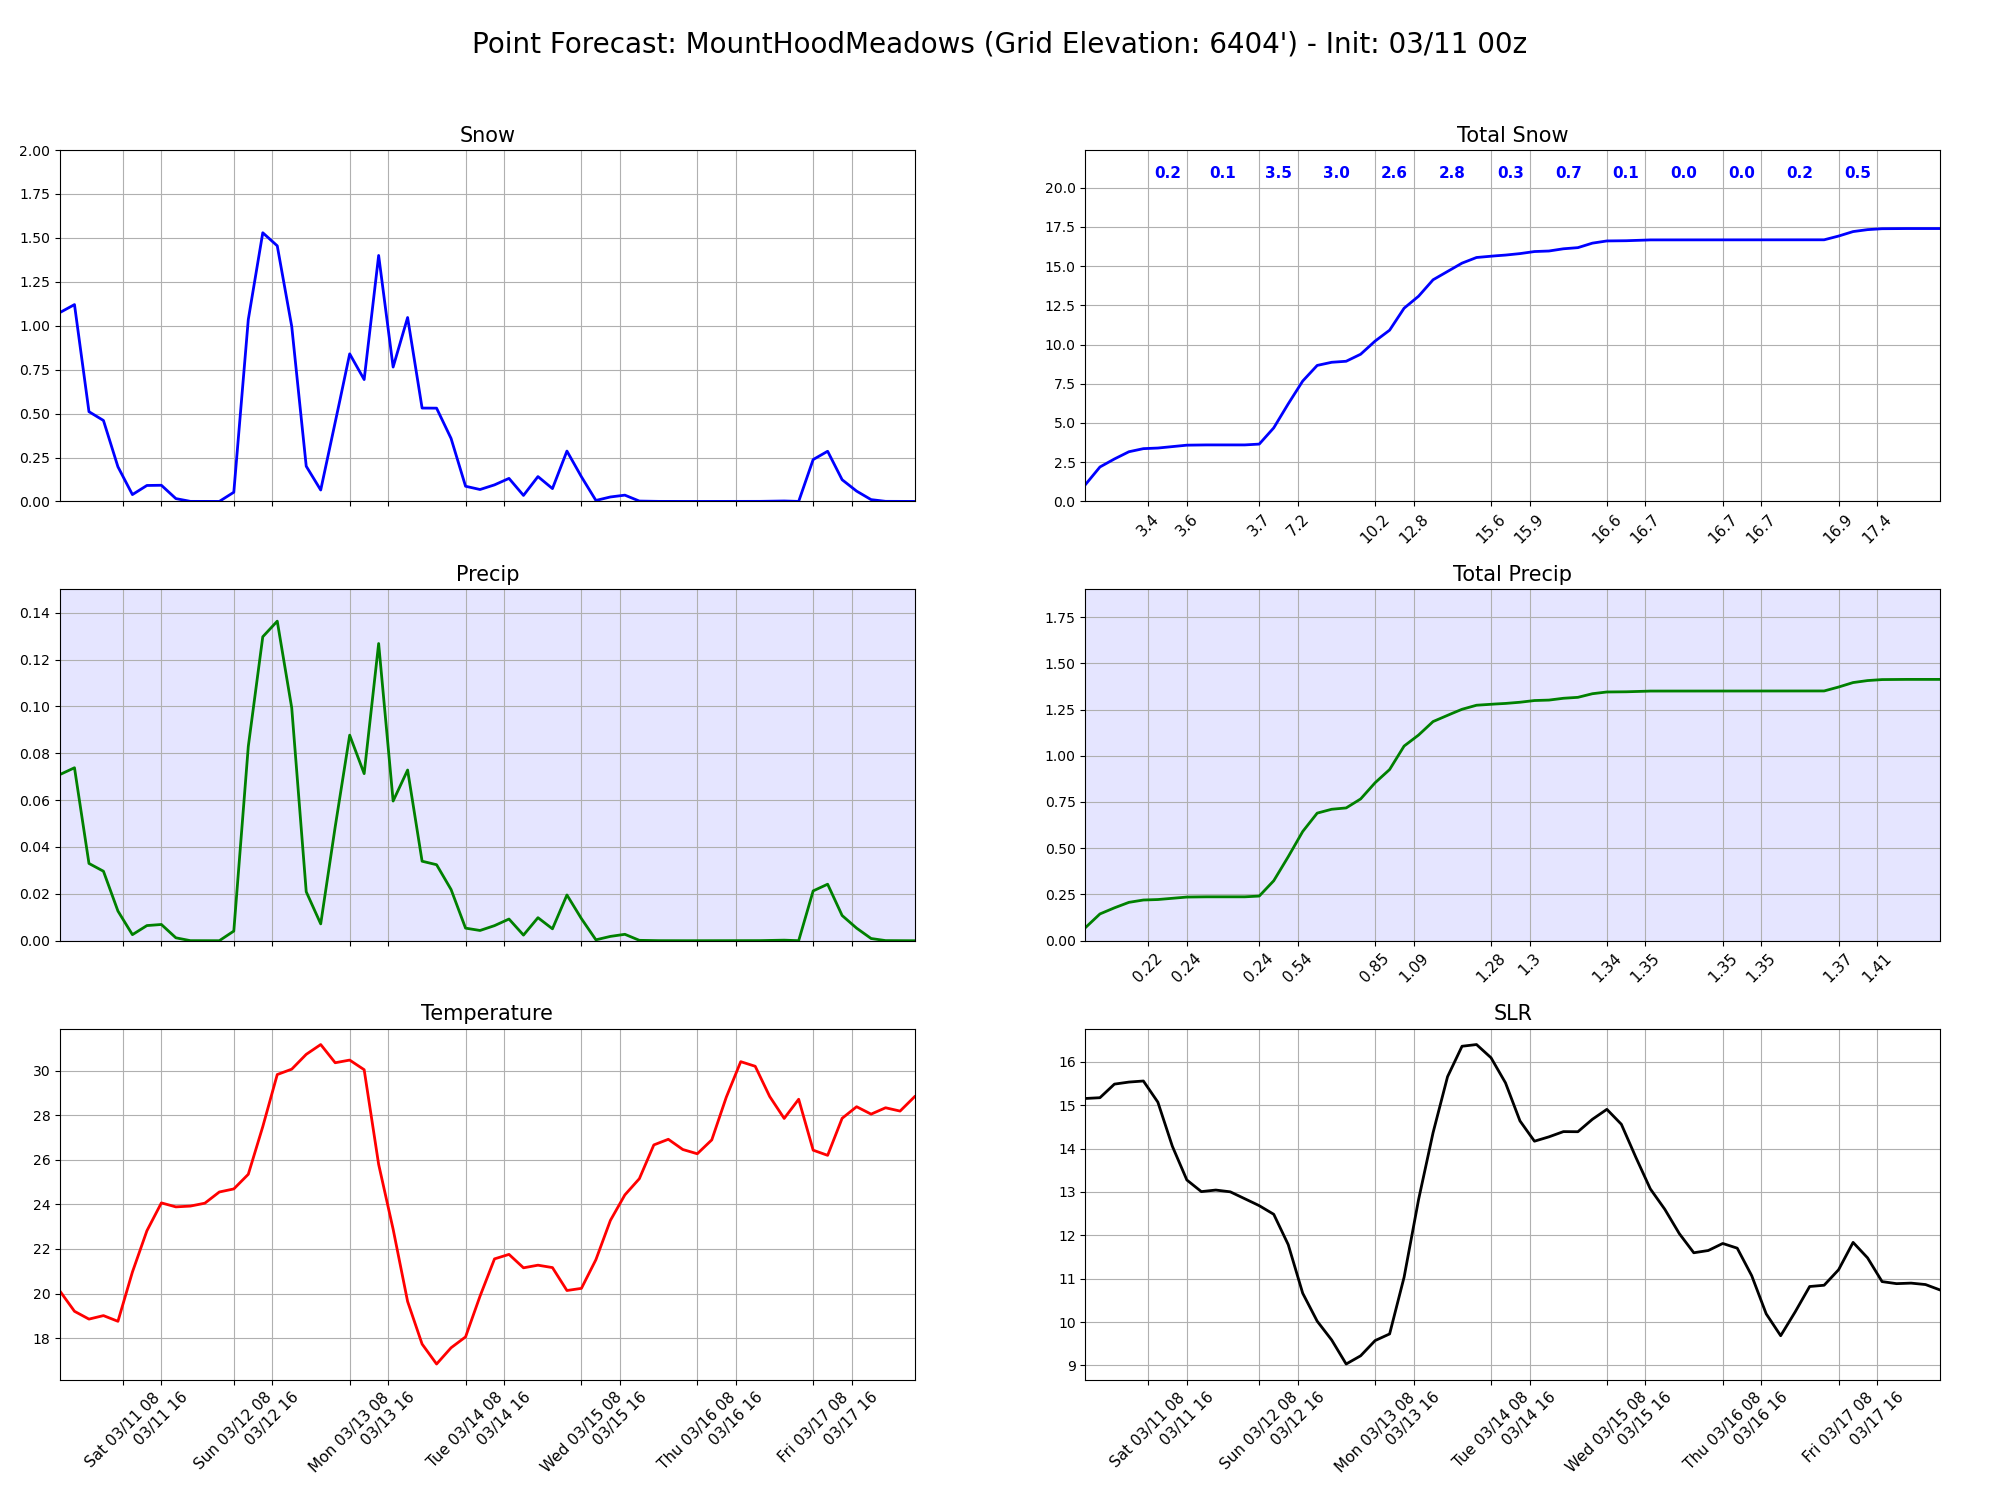 Point Forecast: MountHoodMeadows (Grid Elevation: 6404') - Init: 03/11 00z
Snow
2.00
1.75
1.50
1.25
1.00
0.75
0.50
0.25
0.00
Total Snow
0.2 0.1 3.5 3.0 2.6 2.8 0.3 0.7 0.1 0.0 0.0 0.2 0.5
20.0
17.5
15.0
12.5
10.0
7.5
5.0
2.5
0.0
3.4 3.6 3.7 7.2 10.2 12.8 15.6 15.9 16.6 16.7 16.7 16.7 16.9 17.4
Precip
0.14
0.12
0.10
0.08
0.06
0.04
0.02
0.00
Total Precip
1.75
1.50
1.25
1.00
0.75
0.50
0.25
0.00
0.22 0.24 0.24 0.54 0.85 1.09 1.28 1.3 1.34 1.35 1.35 1.35 1.37 1.41
Temperature
30
28
26
24
22
20
18
Sat 03/11 08
03/11 16
Sun 03/12 08
03/12 16
Mon 03/13 08
03/13 16
Tue 03/14 08
03/14 16
Wed 03/15 08
03/15 16
Thu 03/16 08
03/16 16
Fri 03/17 08
03/17 16
SLR
16
15
14
13
12
11
10
9
Sat 03/11 08
03/11 16
Sun 03/12 08
03/12 16
Mon 03/13 08
03/13 16
Tue 03/14 08
03/14 16
Wed 03/15 08
03/15 16
Thu 03/16 08
03/16 16
Fri 03/17 08
03/17 16